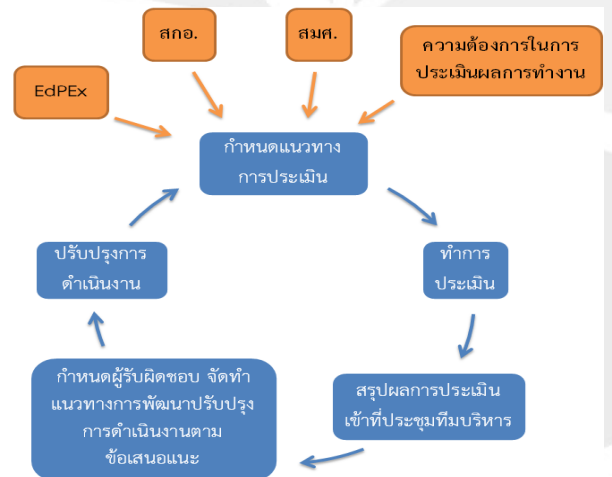 สกอ.
สมศ.
ความต้องการในการ
ประเมินผลการทำงาน
EdPEx
กำหนดแนวทาง
การประเมิน
ปรับปรุงการ
ดำเนินงาน
ทำการ
ประเมิน
กำหนดผู้รับผิดชอบ จัดทำ
แนวทางการพัฒนาปรับปรุง
การดำเนินงานตาม
ข้อเสนอแนะ
สรุปผลการประเมิน
เข้าที่ประชุมทีมบริหาร